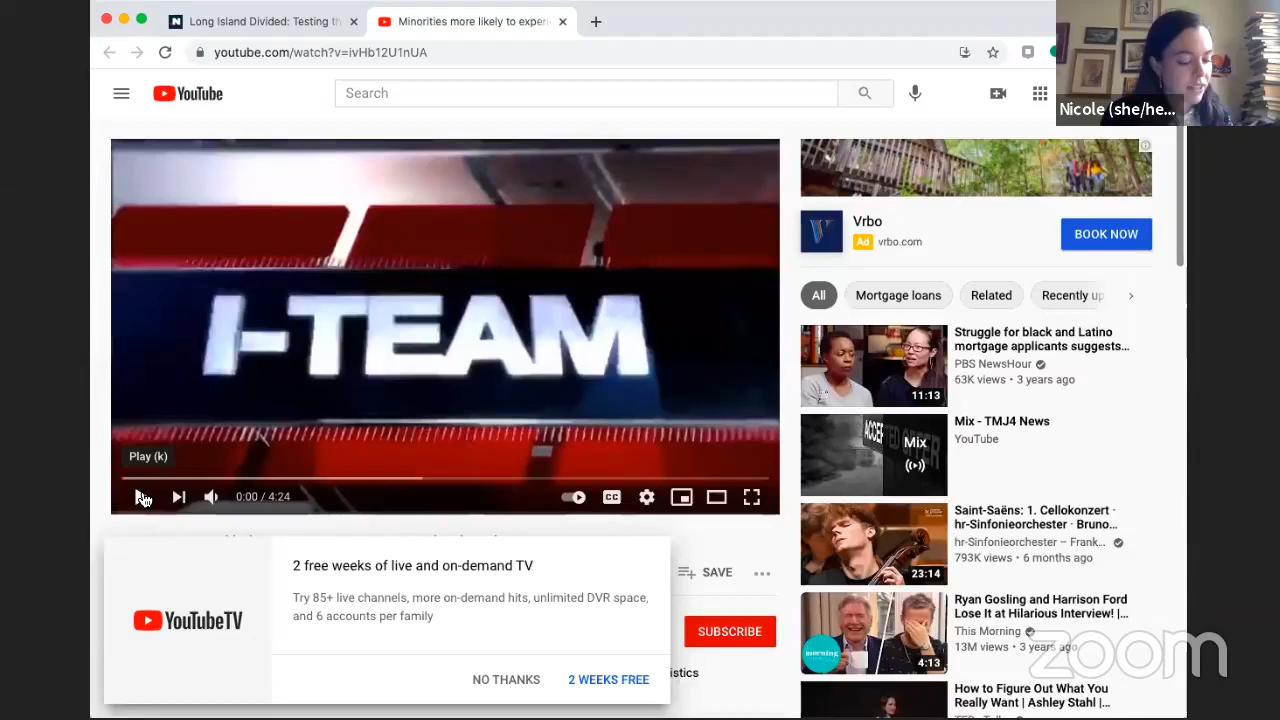 Long Island Divided: Testing th
Minorities more likely to experi
youtube.com/watch?v=ivHb12U1nUA
YouTube
Search
Nicole (she/he...
I-TEAM
Play (k)
0:00 / 4:24
CC
Vrbo
Ad vrbo.com
BOOK NOW
All
Mortgage loans
Related
Recently up
Struggle for black and Latino
mortgage applicants suggests...
PBS NewsHour
63K views • 3 years ago
11:13
Mix - TMJ4 News
YouTube
ACCEPTED OFFER
Mix
Saint-Saëns: 1. Cellokonzert ∙
hr-Sinfonieorchester ∙ Bruno...
hr-Sinfonieorchester – Frank...
793K views • 6 months ago
23:14
Ryan Gosling and Harrison Ford
Lose It at Hilarious Interview! |...
This Morning
13M views • 3 years ago
morning
4:13
How to Figure Out What You
Really Want | Ashley Stahl |...
2 free weeks of live and on-demand TV
Try 85+ live channels, more on-demand hits, unlimited DVR space,
and 6 accounts per family
YouTubeTV
NO THANKS
2 WEEKS FREE
SAVE
SUBSCRIBE
istics
zoom